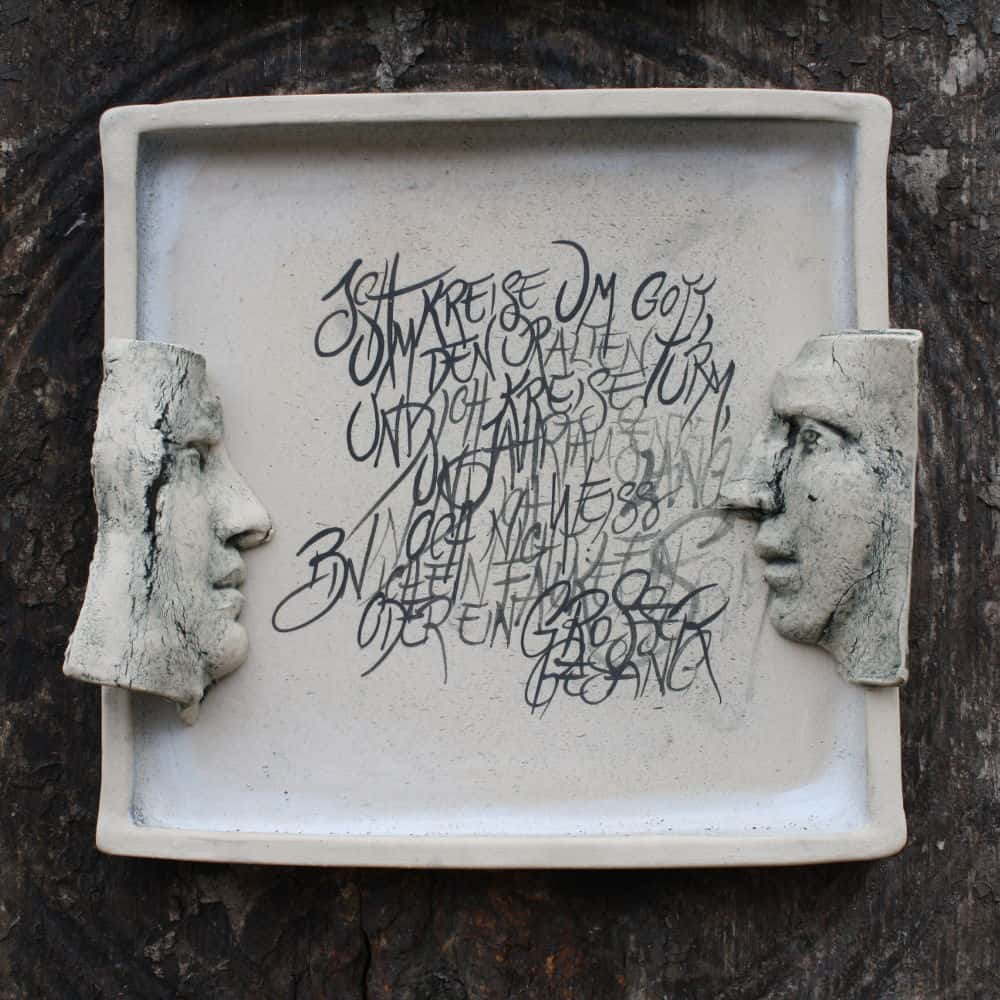 ICH KREISE UM GOTT,
UM DEN URALTEN TURM,
UND ICH KREISE
JAHRTAUSENDELANG
UND ICH WEISS
NOCH NICHT:
BIN ICH EIN FALKE EIN
ODER EIN GROSSER
GESANG